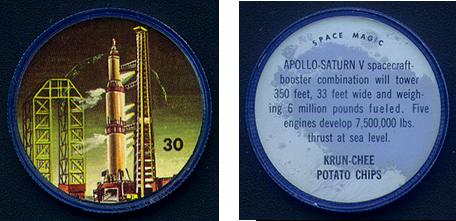 30
SPACE MAGIC
APOLLO-SATURN V spacecraft-
booster combination will tower
350 feet, 33 feet wide and weigh-
ing 6 million pounds fueled. Five
engines develop 7,500,000 lbs.
thrust at sea level.
KRUN-CHEE
POTATO CHIPS